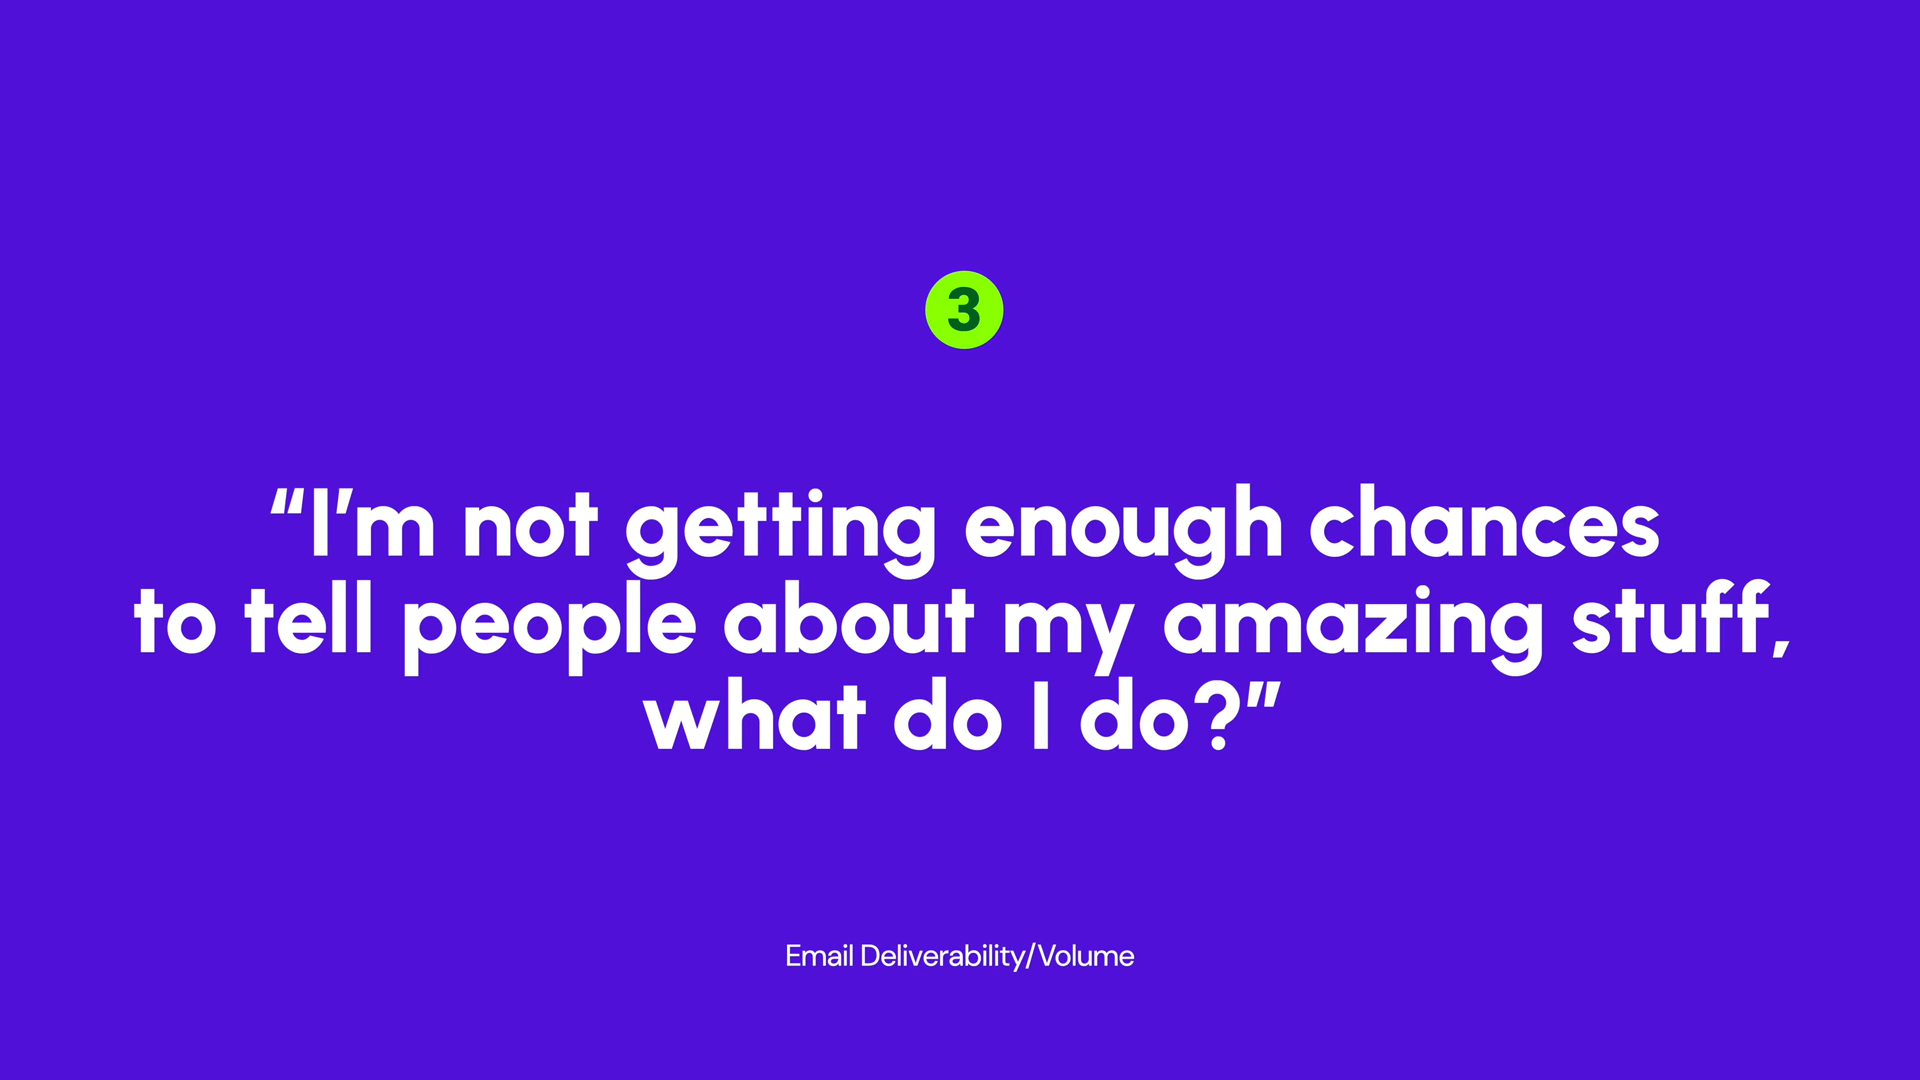 3
“I’m not getting enough chances
to tell people about my amazing stuff,
what do I do?”
Email Deliverability/Volume